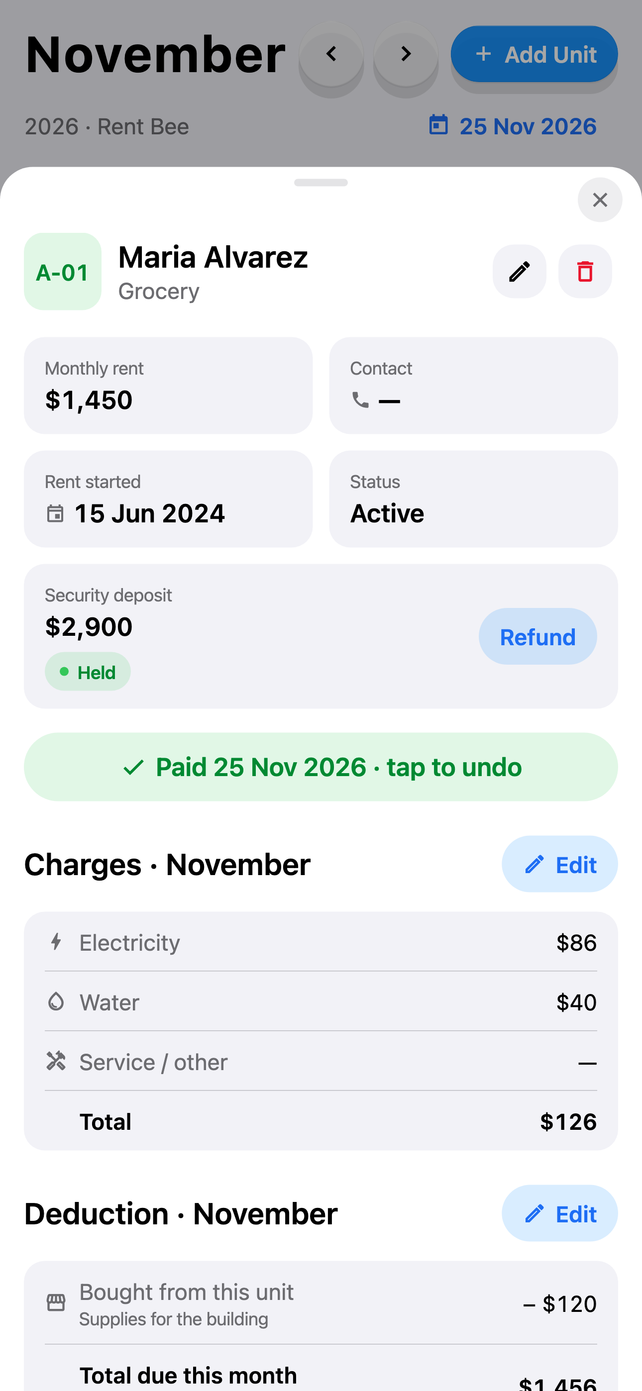 November
+ Add Unit
2026 · Rent Bee
25 Nov 2026
A-01
Maria Alvarez
Grocery
Monthly rent
$1,450
Contact
—
Rent started
15 Jun 2024
Status
Active
Security deposit
$2,900
Held
Refund
Paid 25 Nov 2026 · tap to undo
Charges · November
Edit
Electricity
$86
Water
$40
Service / other
—
Total
$126
Deduction · November
Edit
Bought from this unit
Supplies for the building
– $120
Total due this month
$1,456